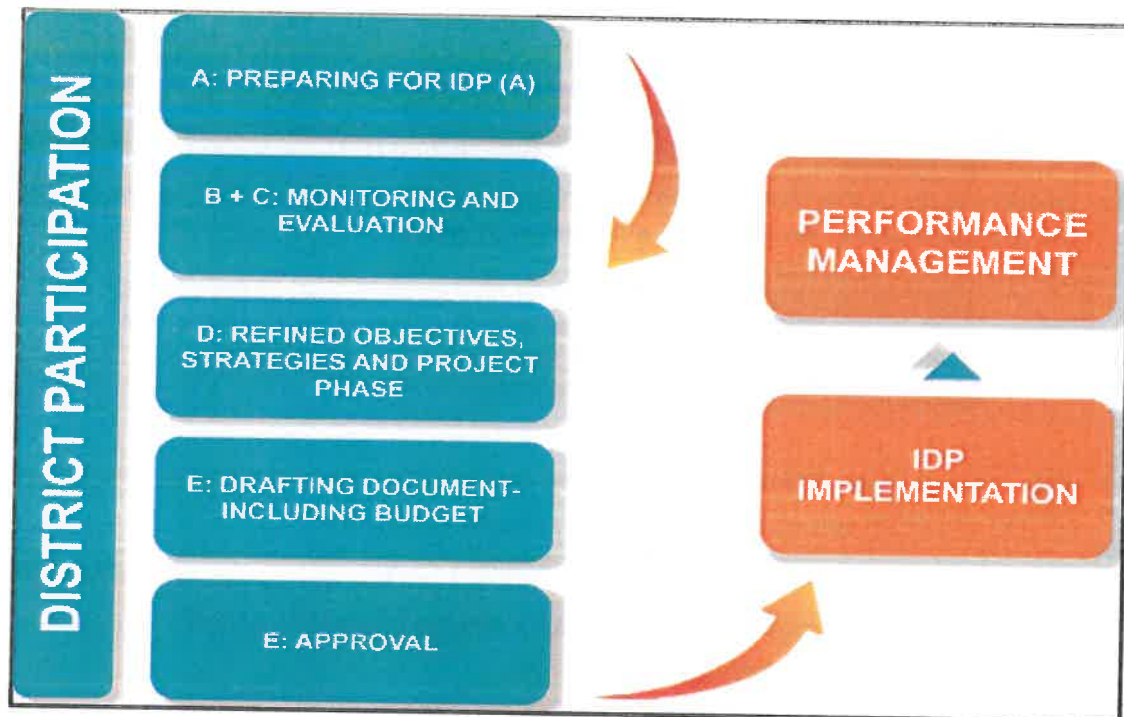 DISTRICT PARTICIPATION
A: PREPARING FOR IDP (A)
B + C: MONITORING AND
EVALUATION
D: REFINED OBJECTIVES,
STRATEGIES AND PROJECT
PHASE
E: DRAFTING DOCUMENT-
INCLUDING BUDGET
E: APPROVAL
PERFORMANCE
MANAGEMENT
IDP
IMPLEMENTATION